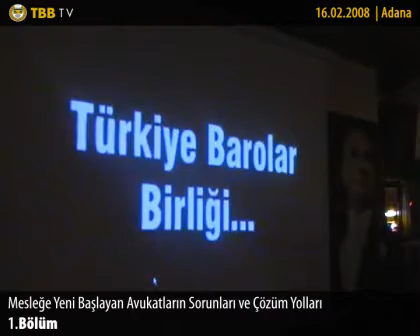 TBB TV
16.02.2008 | Adana
Türkiye Barolar
Birliği...
Mesleğe Yeni Başlayan Avukatların Sorunları ve Çözüm Yolları
1.Bölüm